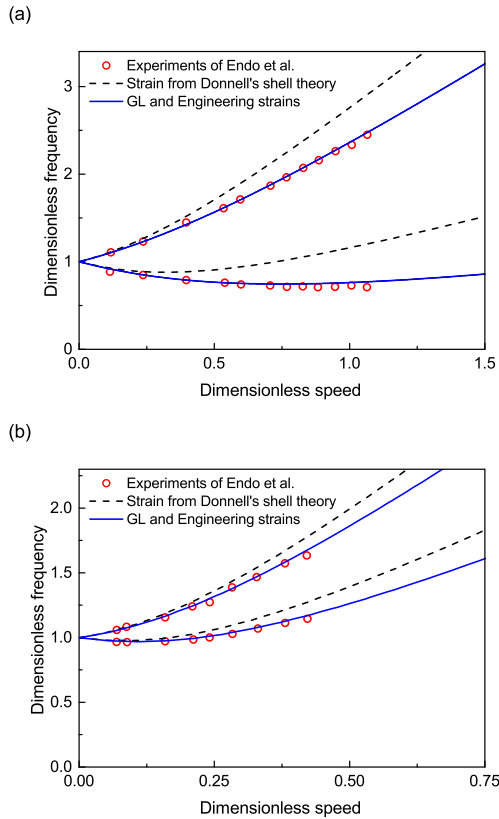 (a)
Experiments of Endo et al.
Strain from Donnell's shell theory
GL and Engineering strains
Dimensionless frequency
3
2
1
0
0.0
0.5
1.0
1.5
Dimensionless speed
(b)
Experiments of Endo et al.
Strain from Donnell's shell theory
GL and Engineering strains
Dimensionless frequency
2.0
1.5
1.0
0.5
0.0
0.00
0.25
0.50
0.75
Dimensionless speed